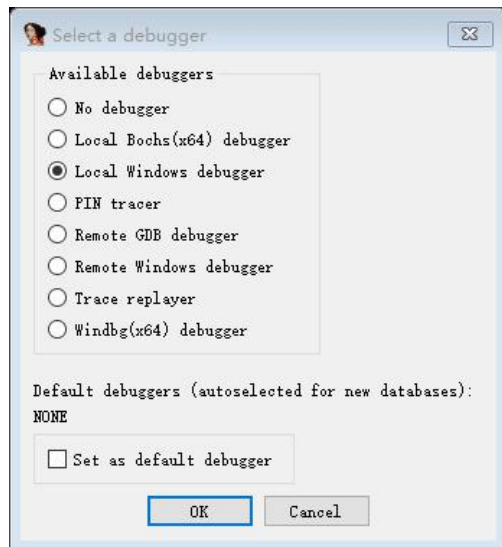 Select a debugger
Available debuggers
No debugger
Local Bochs(x64) debugger
Local Windows debugger
PIN tracer
Remote GDB debugger
Remote Windows debugger
Trace replayer
Windbg(x64) debugger
Default debuggers (autoselected for new databases):
NONE
Set as default debugger
OK Cancel